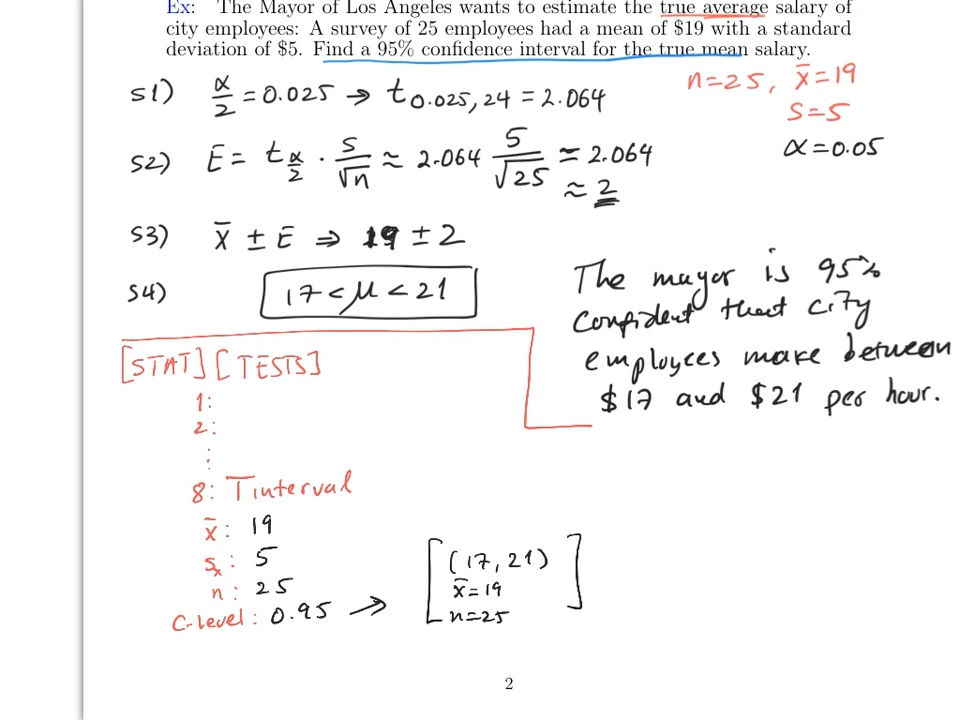 Ex: The Mayor of Los Angeles wants to estimate the true average salary of
city employees: A survey of 25 employees had a mean of $19 with a standard
deviation of $5. Find a 95% confidence interval for the true mean salary.
n=25, x̄=19
S=5
α=0.05
S1) α/2 = 0.025 → t0.025,24 = 2.064
S2) E = tα/2 · s/√n ≈ 2.064 5/√25 ≈ 2.064
≈ 2
S3) x̄ ± E ⇒ 19 ± 2
S4) 17 < μ < 21
The mayor is 95%
confident that city
employees make between
$17 and $21 per hour.
[STAT] [TESTS]
1:
2:
⋮
8: Tinterval
x̄: 19
sx: 5
n: 25
C-level: 0.95 →
[(17, 21)]
x̄=19
n=25
2